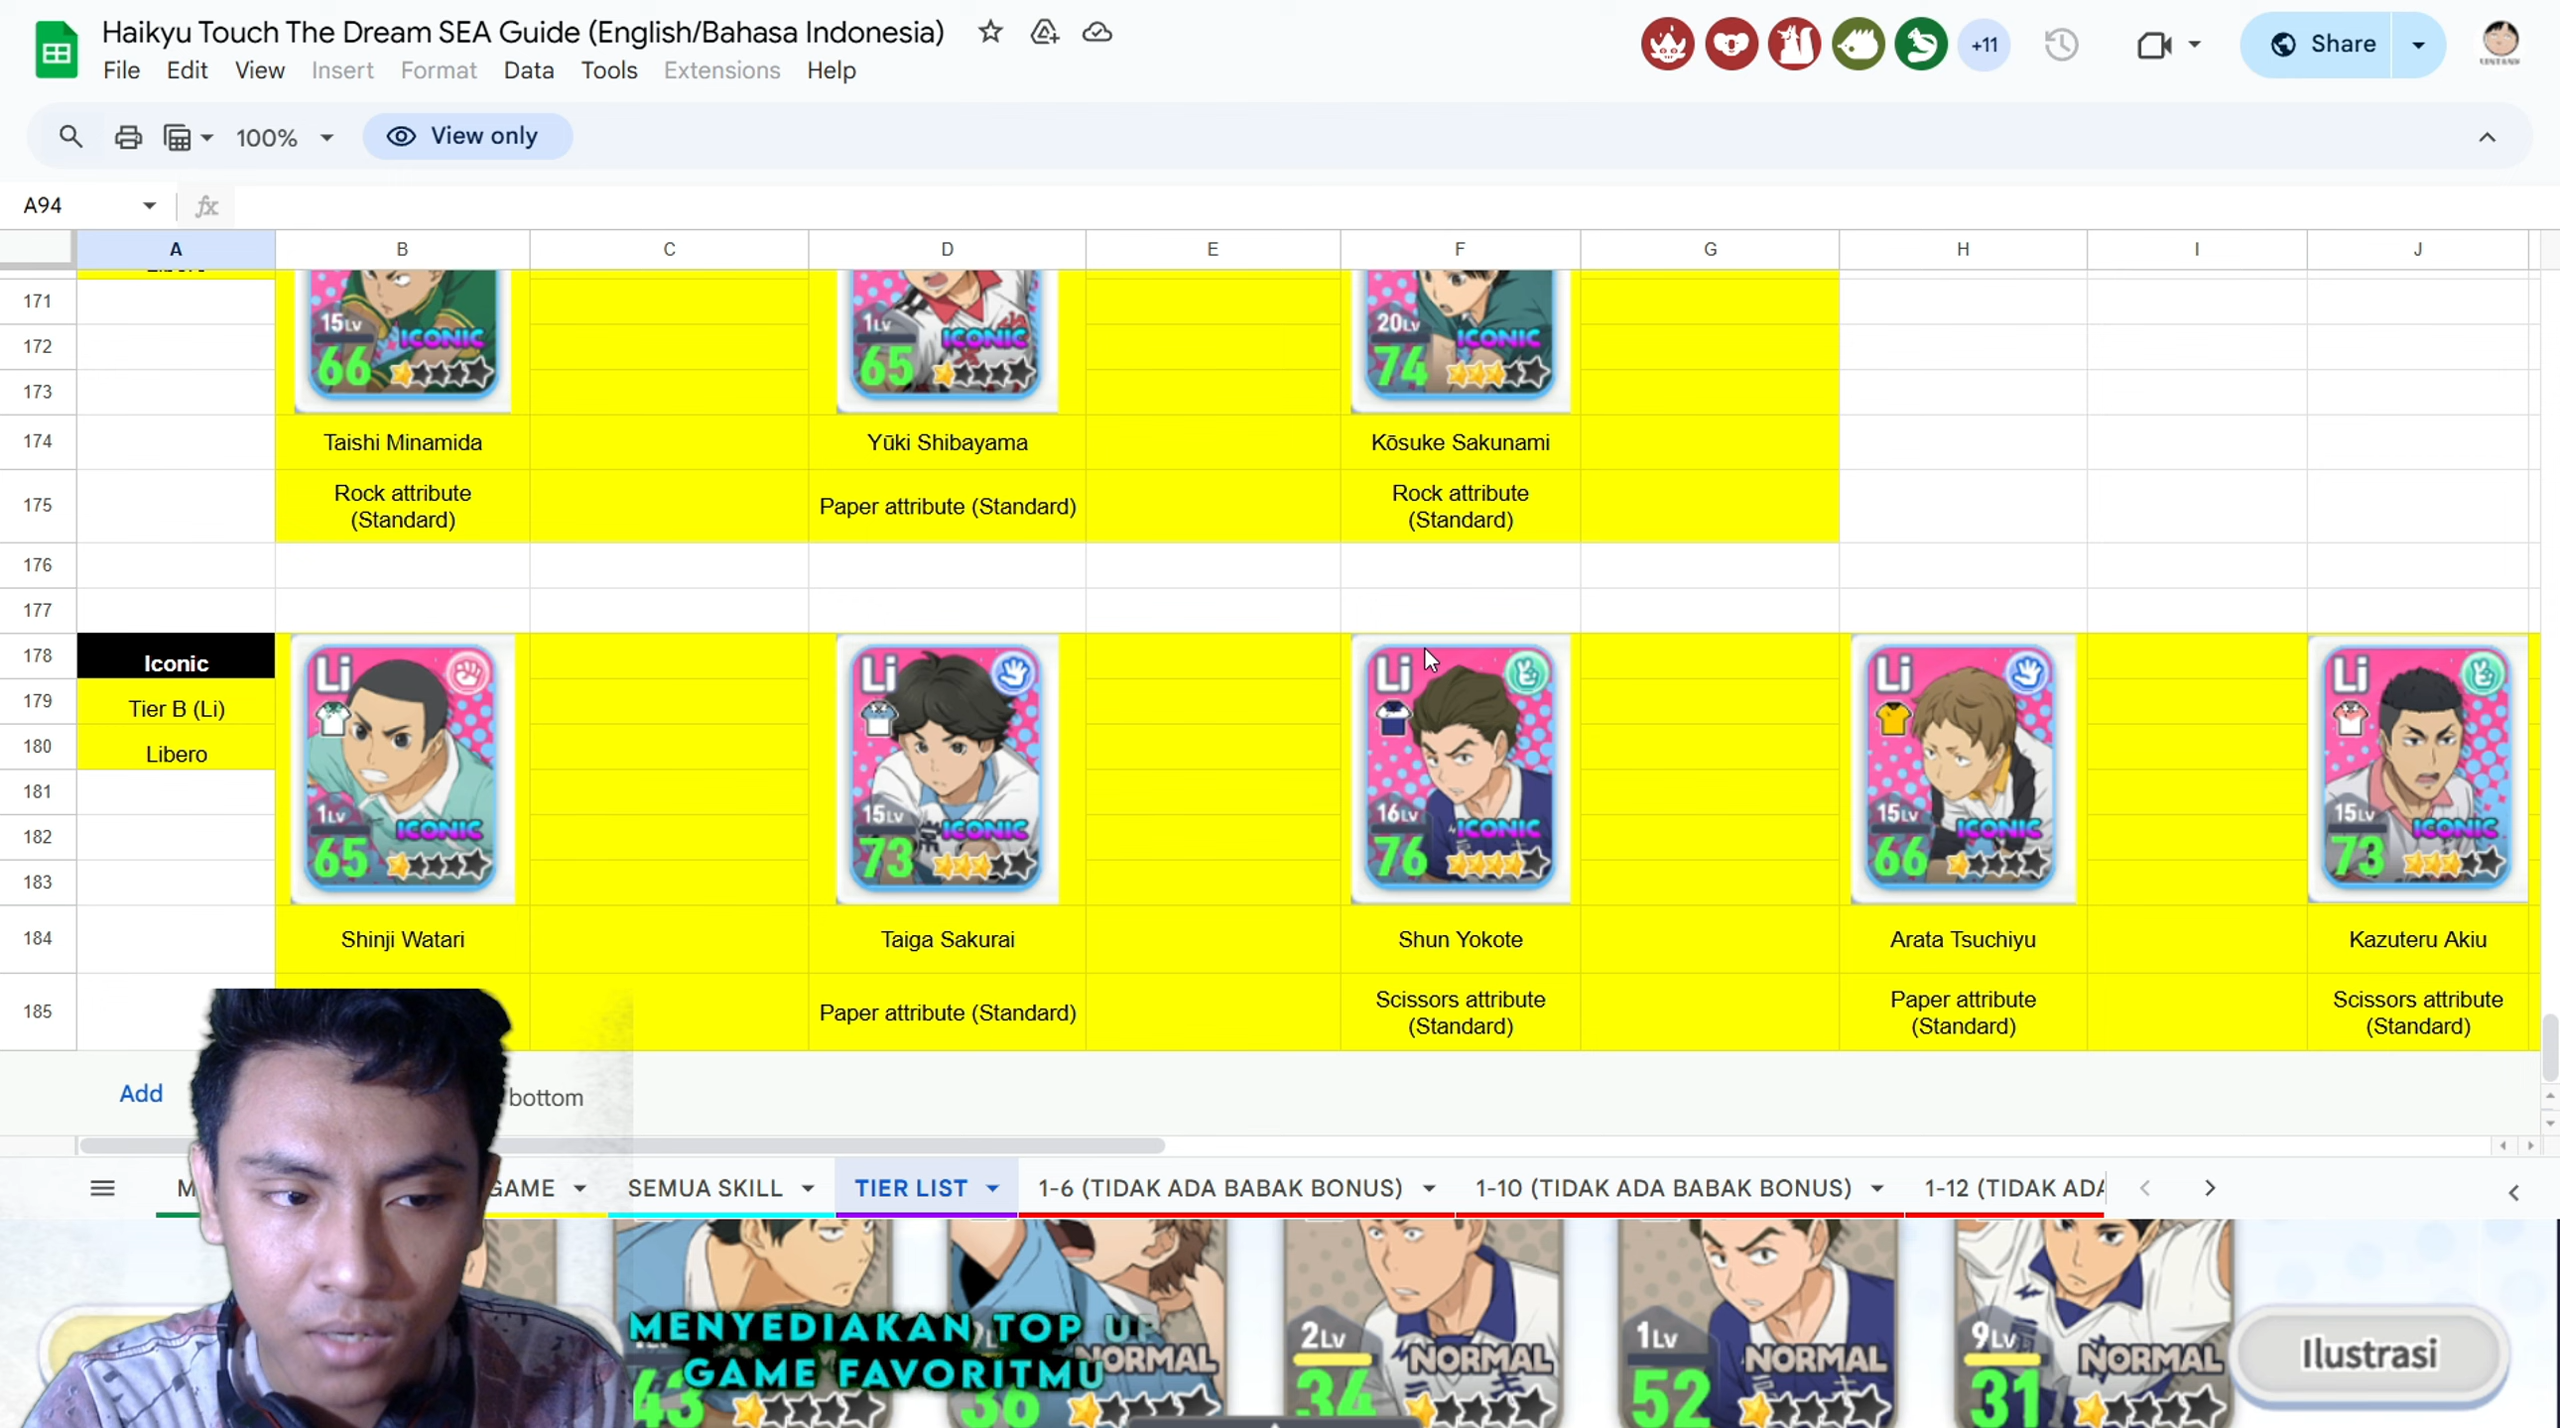 Haikyu Touch The Dream SEA Guide (English/Bahasa Indonesia)
+11
Share
File Edit View Insert Format Data Tools Extensions Help
100%
View only
A94
fx
A B C D E F G H I J
171
172
173
15Lv ICONIC 66
1Lv ICONIC 65
20Lv ICONIC 74
174 Taishi Minamida Yūki Shibayama Kōsuke Sakunami
175 Rock attribute (Standard) Paper attribute (Standard) Rock attribute (Standard)
176
177
178 Iconic
179 Tier B (Li)
180 Libero
181
182
183
Li 1Lv ICONIC 65
Li 15Lv ICONIC 73
Li 16Lv ICONIC 76
Li 15Lv ICONIC 66
Li 15Lv ICONIC 73
184 Shinji Watari Taiga Sakurai Shun Yokote Arata Tsuchiyu Kazuteru Akiu
185 Paper attribute (Standard) Scissors attribute (Standard) Paper attribute (Standard) Scissors attribute (Standard)
Add bottom
GAME SEMUA SKILL TIER LIST 1-6 (TIDAK ADA BABAK BONUS) 1-10 (TIDAK ADA BABAK BONUS) 1-12 (TIDAK ADA
MENYEDIAKAN TOP UP
GAME FAVORITMU
43
NORMAL 36
2Lv NORMAL 34
1Lv NORMAL 52
9Lv NORMAL 31
Ilustrasi